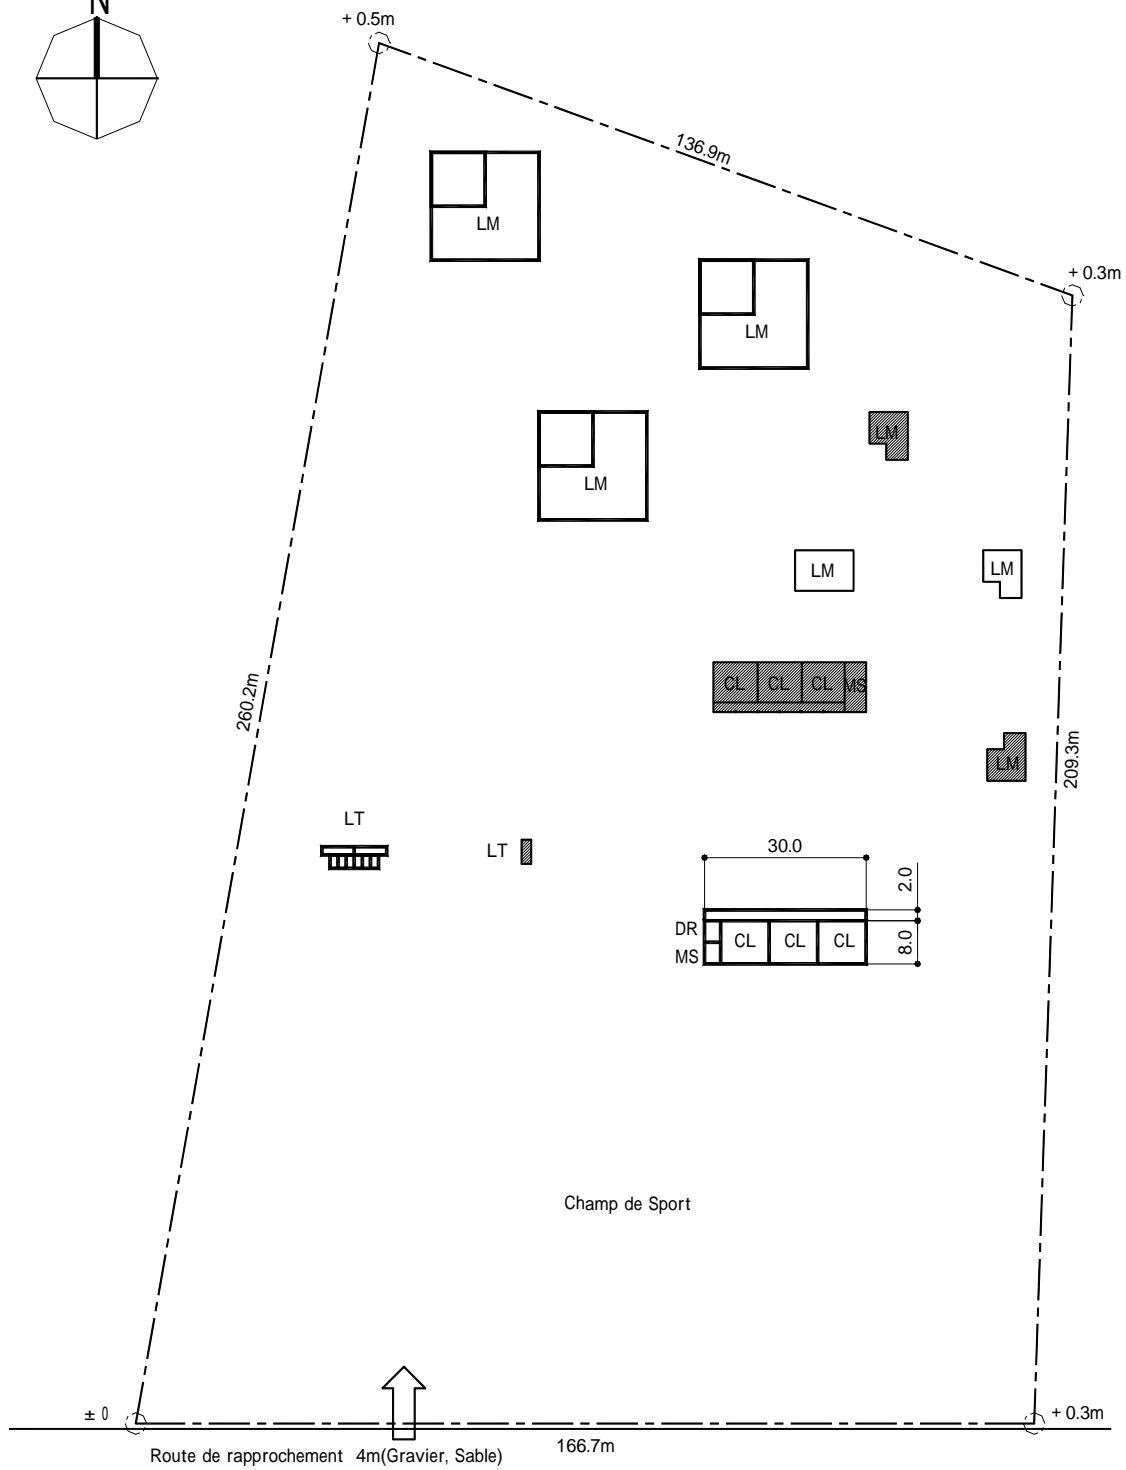 N
+ 0.5m
136.9m
+ 0.3m
LM
LM
LM
LM
LM
LM
CL CL CL MS
260.2m
209.3m
LM
LT
LT
30.0
2.0
8.0
DR
MS
CL CL CL
Champ de Sport
± 0
+ 0.3m
166.7m
Route de rapprochement 4m(Gravier, Sable)